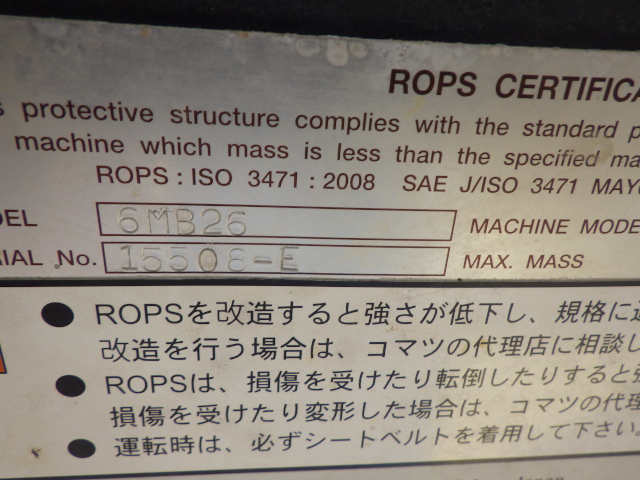 ROPS CERTIFICA
s protective structure complies with the standard p
machine which mass is less than the specified ma
ROPS : ISO 3471 : 2008 SAE J/ISO 3471 MAY
DEL 6MB26 MACHINE MODE
RIAL No. 15508-E MAX. MASS
● ROPSを改造すると強さが低下し、規格に適
改造を行う場合は、コマツの代理店に相談し
● ROPSは、損傷を受けたり転倒したりすると強
損傷を受けたり変形した場合は、コマツの代理
● 運転時は、必ずシートベルトを着用して下さい。